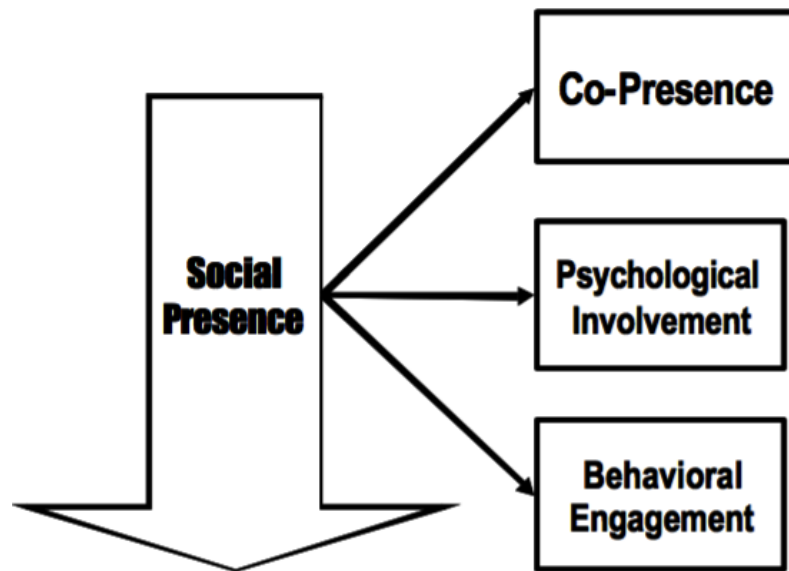 Social
Presence
Co-Presence
Psychological
Involvement
Behavioral
Engagement